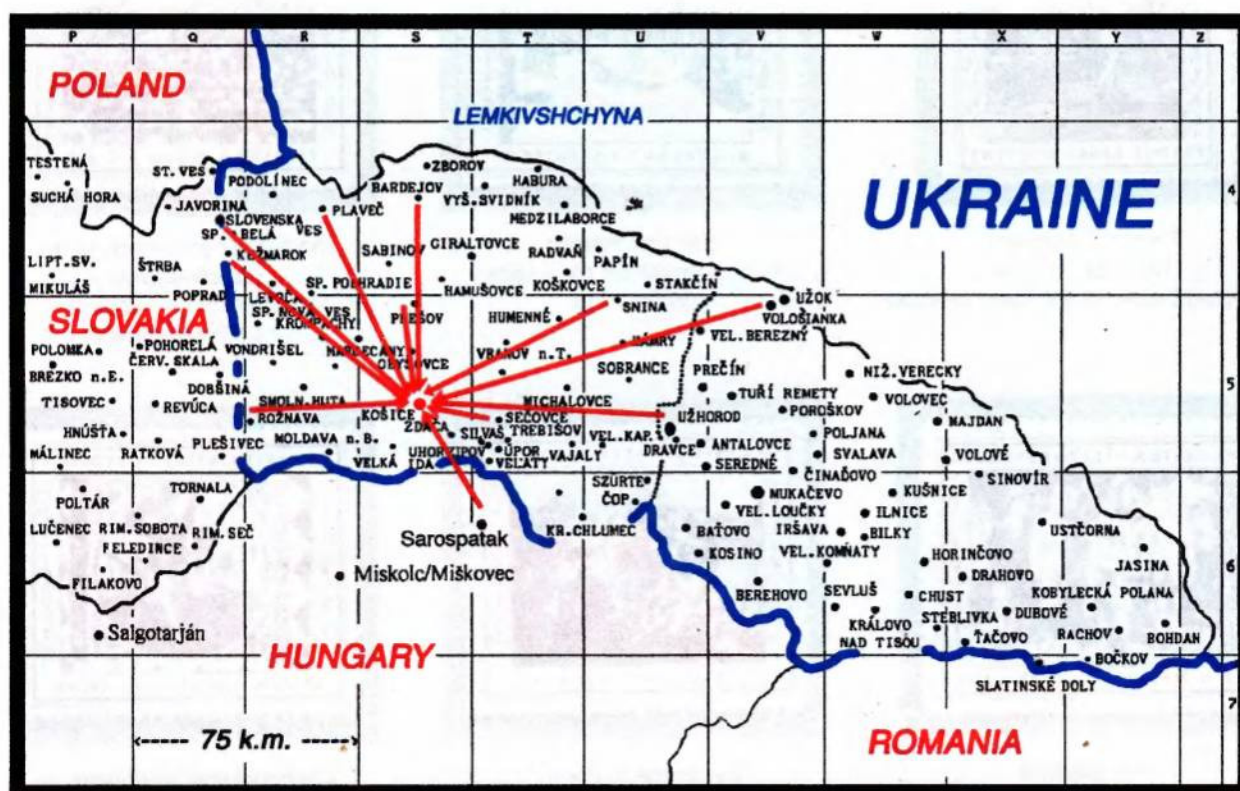 P Q R S T U V W X Y Z
POLAND
LEMKIVSHCHYNA
UKRAINE
4
TESTENÁ
SUCHÁ HORA
ST. VES
PODOLÍNEC
JAVORINA
SLOVENSKA
VES
SP. BELÁ
KEŽMAROK
PLAVEČ
ZBOROV
BARDEJOV
VYŠ.SVIDNÍK
HABURA
MEDZILABORCE
GIRALTOVCE
SABINOV
RADVAŇ
PAPÍN
LIPT.SV.
MIKULÁŠ
ŠTRBA
POPRAD
LEVOČA
HAMUŠOVCE
KOŠKOVCE
STAKČÍN
SNINA
UŽOK
VOLOŠIANKA
SLOVAKIA
SP. NOVÁ VES
KROMPACHY
PREŠOV
HUMENNÉ
VEL.BEREZNÝ
5
POLOMKA
POHORELÁ
ČERV.SKALA
VONDRIŠEL
VRANOV n.T.
SOBRANCE
PREČÍN
NIŽ.VERECKY
BREZKO n.E.
DOBŠINÁ
TISOVEC
REVÚCA
SMOLN.HUTA
MICHALOVCE
TUŘÍ REMETY
VOLOVEC
ROŽNAVA
KOŠICE
SEČOVCE
UŽHOROD
POROŠKOV
MAJDAN
HNÚŠŤA
PLEŠIVEC
MOLDAVA n.B.
ŽDAČA
SILVAŠ
TREBIŠOV
VEL.KAP.
DRAVCE
ANTALOVCE
POLJANA
SVALAVA
VOLOVÉ
MÁLINEC
RATKOVÁ
VELKÁ
IDA
ÚPOR
VAJALY
VELATY
SEREDNÉ
ČINAĎOVO
SINOVÍR
POLTÁR
TORNALA
SZÜRTE
ČOP
MUKAČEVO
KUŠNICE
VEL.LOUČKY
ILNICE
LUČENEC
RIM.SOBOTA
RIM.SEČ
FELEDINCE
Sarospatak
KR.CHLUMEC
BAŤOVO
IRŠAVA
BILKY
USTČORNA
6
KOSINO
VEL.KOMŇATY
HORINČOVO
JASINA
FILAKOVO
Miskolc/Miškovec
BEREHOVO
SEVLUŠ
CHUST
DRAHOVO
KOBYLECKÁ POLANA
Salgotarján
KRÁLOVO
NAD TISOU
STEBLIVKA
DUBOVÉ
ŤAČOVO
RACHOV
BOHDAN
HUNGARY
BOČKOV
SLATINSKÉ DOLY
7
75 k.m.
ROMANIA